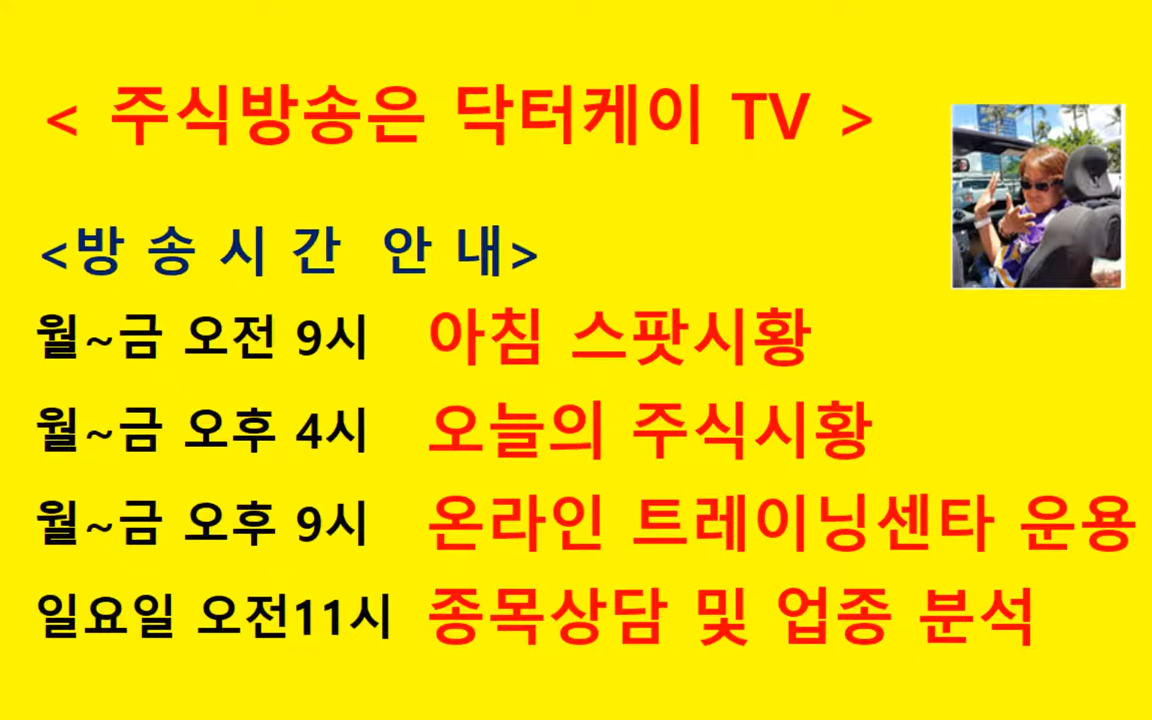 < 주식방송은 닥터케이 TV >
<방 송 시 간 안 내>
월~금 오전 9시 아침 스팟시황
월~금 오후 4시 오늘의 주식시황
월~금 오후 9시 온라인 트레이닝센타 운용
일요일 오전11시 종목상담 및 업종 분석